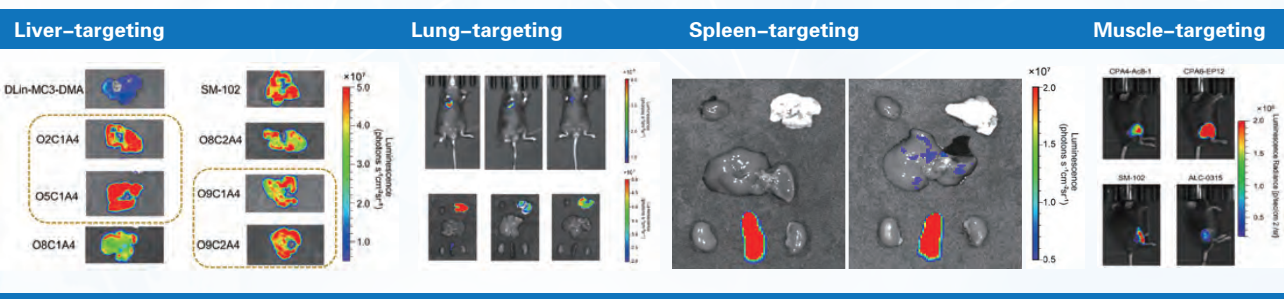 Liver-targeting
Lung-targeting
Spleen-targeting
Muscle-targeting
DLin-MC3-DMA
O2C1A4
O5C1A4
O8C1A4
SM-102
O8C2A4
O9C1A4
O9C2A4
×10⁷
5.0
4.0
3.0
2.0
1.0
Luminescence
(photons s⁻¹cm⁻²sr⁻¹)
×10⁷
2.0
1.5
1.0
0.5
Luminescence
(photons s⁻¹cm⁻²sr⁻¹)
CPA4-Ac8-1
CPA6-EP12
SM-102
ALC-0315
2.0
1.5
1.0
0.5